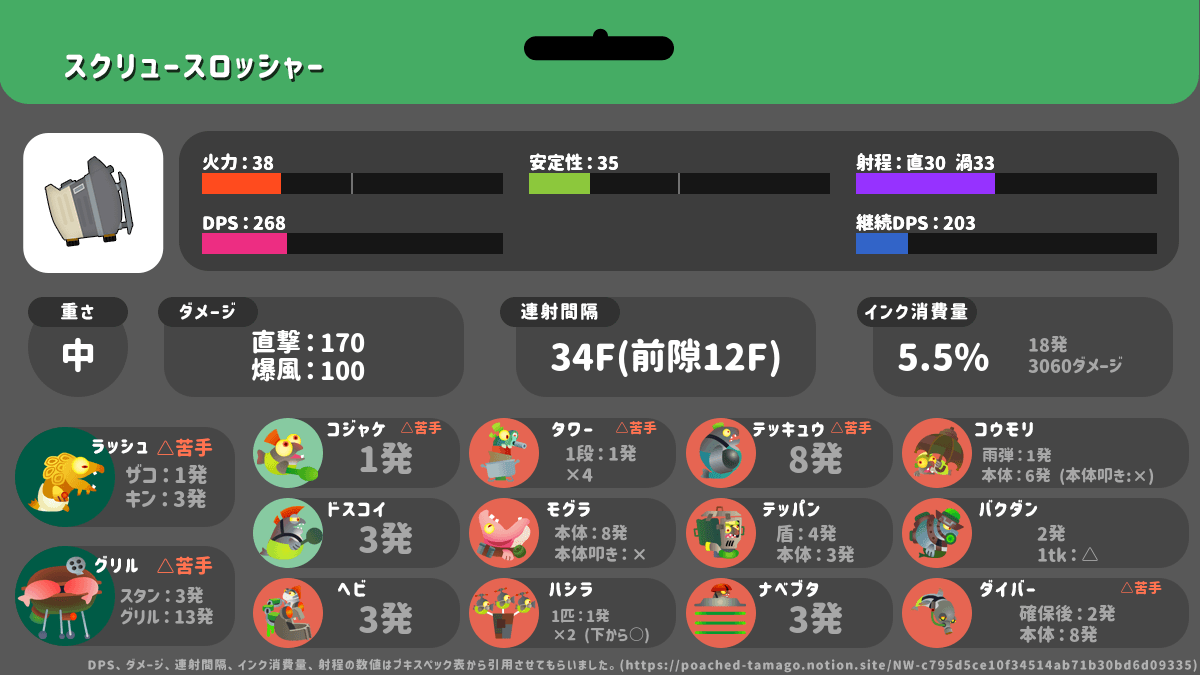 スクリュースロッシャー
火力：38
安定性：35
射程：直30 渦33
DPS：268
継続DPS：203
重さ
中
ダメージ
直撃：170
爆風：100
連射間隔
34F(前隙12F)
インク消費量
5.5%
18発
3060ダメージ
ラッシュ △苦手
ザコ：1発
キン：3発
グリル △苦手
スタン：3発
グリル：13発
コジャケ △苦手
1発
タワー △苦手
1段：1発
×4
テッキュウ △苦手
8発
コウモリ
雨弾：1発
本体：6発 (本体叩き:×)
ドスコイ
3発
モグラ
本体：8発
本体叩き：×
テッパン
盾：4発
本体：3発
バクダン
2発
1tk：△
ヘビ
3発
ハシラ
1匹：1発
×2 (下から○)
ナベブタ
3発
ダイバー △苦手
確保後：2発
本体：8発
DPS、ダメージ、連射間隔、インク消費量、射程の数値はブキスペック表から引用させてもらいました。(https://poached-tamago.notion.site/NW-c795d5ce10f34514ab71b30bd6d09335)